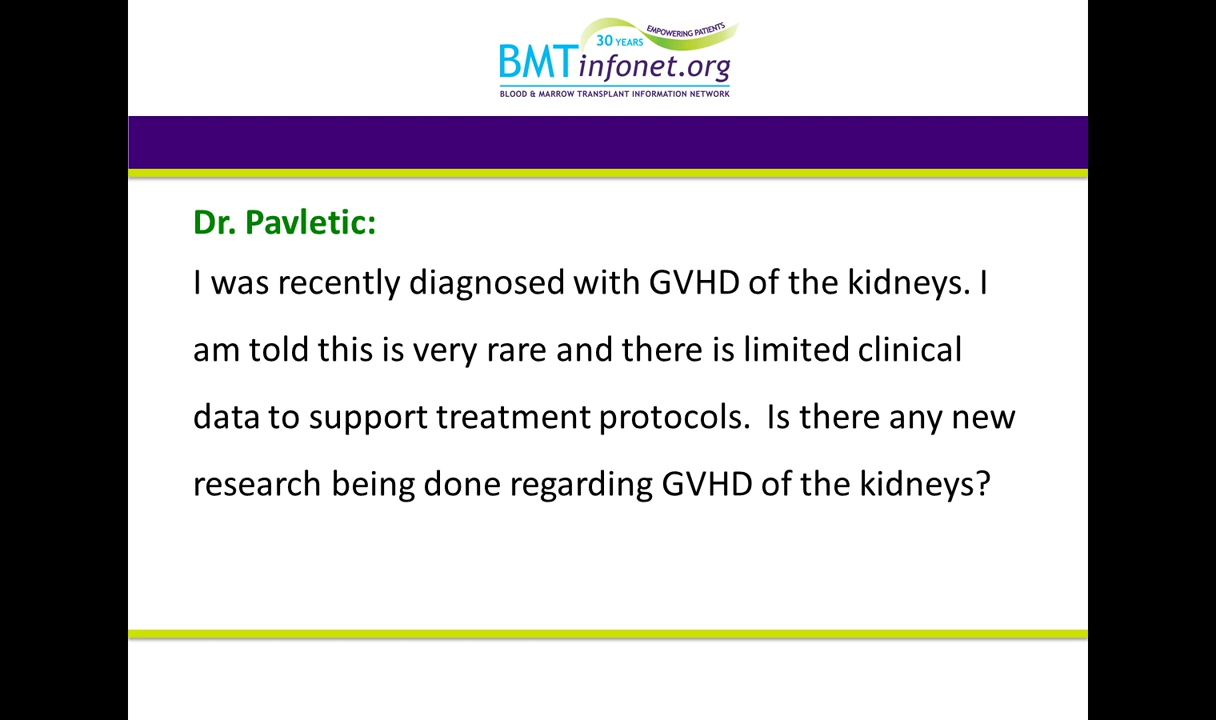 30 YEARS
EMPOWERING PATIENTS
BMTinfonet.org
BLOOD & MARROW TRANSPLANT INFORMATION NETWORK
Dr. Pavletic:
I was recently diagnosed with GVHD of the kidneys. I
am told this is very rare and there is limited clinical
data to support treatment protocols.  Is there any new
research being done regarding GVHD of the kidneys?